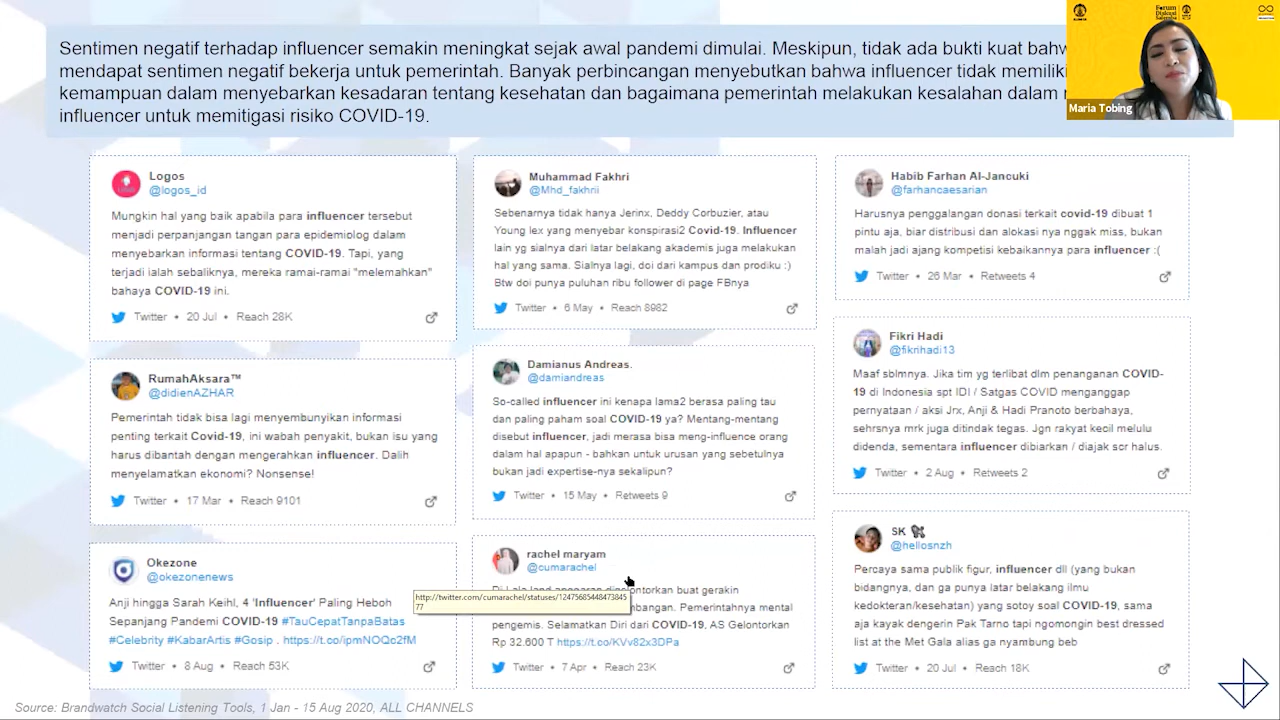 Sentimen negatif terhadap influencer semakin meningkat sejak awal pandemi dimulai. Meskipun, tidak ada bukti kuat bahw
mendapat sentimen negatif bekerja untuk pemerintah. Banyak perbincangan menyebutkan bahwa influencer tidak memiliki
kemampuan dalam menyebarkan kesadaran tentang kesehatan dan bagaimana pemerintah melakukan kesalahan dalam
influencer untuk memitigasi risiko COVID-19.
Forum
Diskusi
Salemba
Maria Tobing
Logos
@logos_id
Mungkin hal yang baik apabila para influencer tersebut
menjadi perpanjangan tangan para epidemiolog dalam
menyebarkan informasi tentang COVID-19. Tapi, yang
terjadi ialah sebaliknya, mereka ramai-ramai "melemahkan"
bahaya COVID-19 ini.
Twitter • 20 Jul • Reach 28K
RumahAksara™
@didienAZHAR
Pemerintah tidak bisa lagi menyembunyikan informasi
penting terkait Covid-19, ini wabah penyakit, bukan isu yang
harus dibantah dengan mengerahkan influencer. Dalih
menyelamatkan ekonomi? Nonsense!
Twitter • 17 Mar • Reach 9101
Okezone
@okezonenews
Anji hingga Sarah Keihl, 4 'Influencer' Paling Heboh
Sepanjang Pandemi COVID-19 #TauCepatTanpaBatas
#Celebrity #KabarArtis #Gosip . https://t.co/ipmNOQc2fM
Twitter • 8 Aug • Reach 53K
Muhammad Fakhri
@Mhd_fakhrii
Sebenarnya tidak hanya Jerinx, Deddy Corbuzier, atau
Young lex yang menyebar konspirasi2 Covid-19. Influencer
lain yg sialnya dari latar belakang akademis juga melakukan
hal yang sama. Sialnya lagi, doi dari kampus dan prodiku :)
Btw doi punya puluhan ribu follower di page FBnya
Twitter • 6 May • Reach 8982
Damianus Andreas.
@damiandreas
So-called influencer ini kenapa lama2 berasa paling tau
dan paling paham soal COVID-19 ya? Mentang-mentang
disebut influencer, jadi merasa bisa meng-influence orang
dalam hal apapun - bahkan untuk urusan yang sebetulnya
bukan jadi expertise-nya sekalipun?
Twitter • 15 May • Retweets 9
rachel maryam
@cumarachel
Di Lala land anggaran digelontorkan buat gerakin
http://twitter.com/cumarachel/statuses/12475685448473845
77
mbangan. Pemerintahnya mental
pengemis. Selamatkan Diri dari COVID-19, AS Gelontorkan
Rp 32.600 T https://t.co/KVv82x3DPa
Twitter • 7 Apr • Reach 23K
Habib Farhan Al-Jancuki
@farhancaesarian
Harusnya penggalangan donasi terkait covid-19 dibuat 1
pintu aja, biar distribusi dan alokasi nya nggak miss, bukan
malah jadi ajang kompetisi kebaikannya para influencer :(
Twitter • 26 Mar • Retweets 4
Fikri Hadi
@fikrihadi13
Maaf sblmnya. Jika tim yg terlibat dlm penanganan COVID-
19 di Indonesia spt IDI / Satgas COVID menganggap
pernyataan / aksi Jrx, Anji & Hadi Pranoto berbahaya,
sehrsnya mrk juga ditindak tegas. Jgn rakyat kecil melulu
didenda, sementara influencer dibiarkan / diajak scr halus.
Twitter • 2 Aug • Retweets 2
SK
@hellosnzh
Percaya sama publik figur, influencer dll (yang bukan
bidangnya, dan ga punya latar belakang ilmu
kedokteran/kesehatan) yang sotoy soal COVID-19, sama
aja kayak dengerin Pak Tarno tapi ngomongin best dressed
list at the Met Gala alias ga nyambung beb
Twitter • 20 Jul • Reach 18K
Source: Brandwatch Social Listening Tools, 1 Jan - 15 Aug 2020, ALL CHANNELS